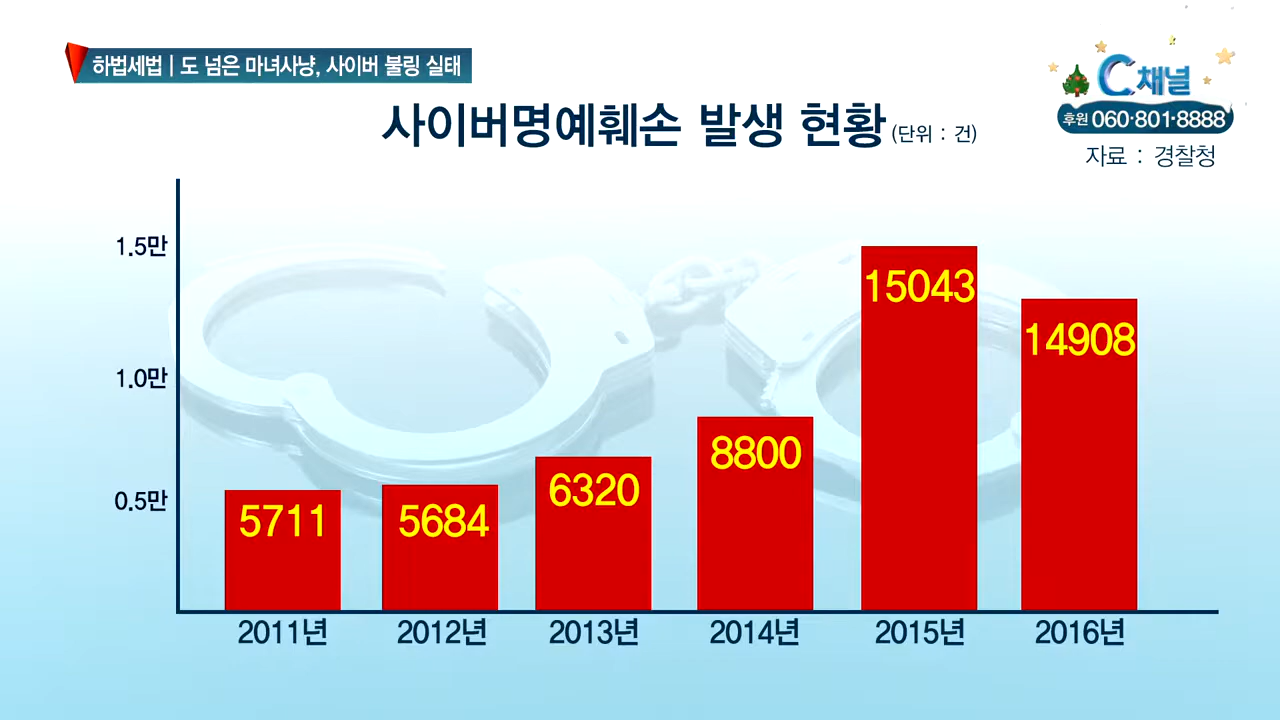 하법세법 | 도 넘은 마녀사냥, 사이버 불링 실태
C채널
후원 060·801·8888
사이버명예훼손 발생 현황 (단위 : 건)
자료 : 경찰청
1.5만
1.0만
0.5만
5711
5684
6320
8800
15043
14908
2011년
2012년
2013년
2014년
2015년
2016년